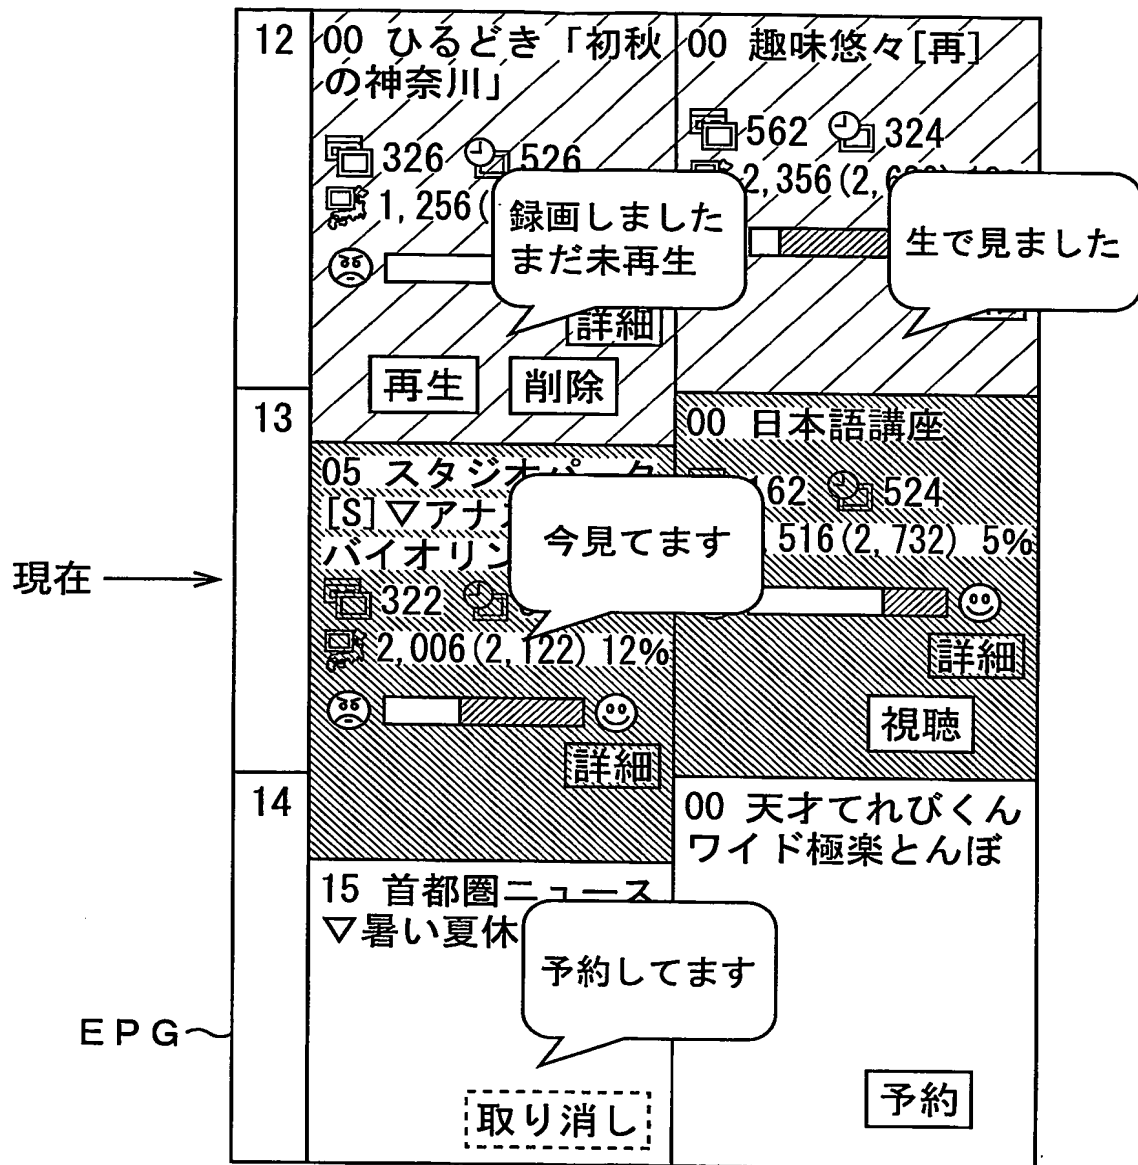 12
00 ひるどき「初秋
の神奈川」
326 526
1,256(
録画しました
まだ未再生
詳細
再生 削除
00 趣味悠々[再]
562 324
2,356(2,6
生で見ました
13
05 スタジオパーク
[S]▽アナ
バイオリン
322
2,006(2,122) 12%
今見てます
詳細
00 日本語講座
162 524
516(2,732) 5%
詳細
視聴
現在
14
15 首都圏ニュース
▽暑い夏休
予約してます
取り消し
00 天才てれびくん
ワイド極楽とんぼ
予約
EPG